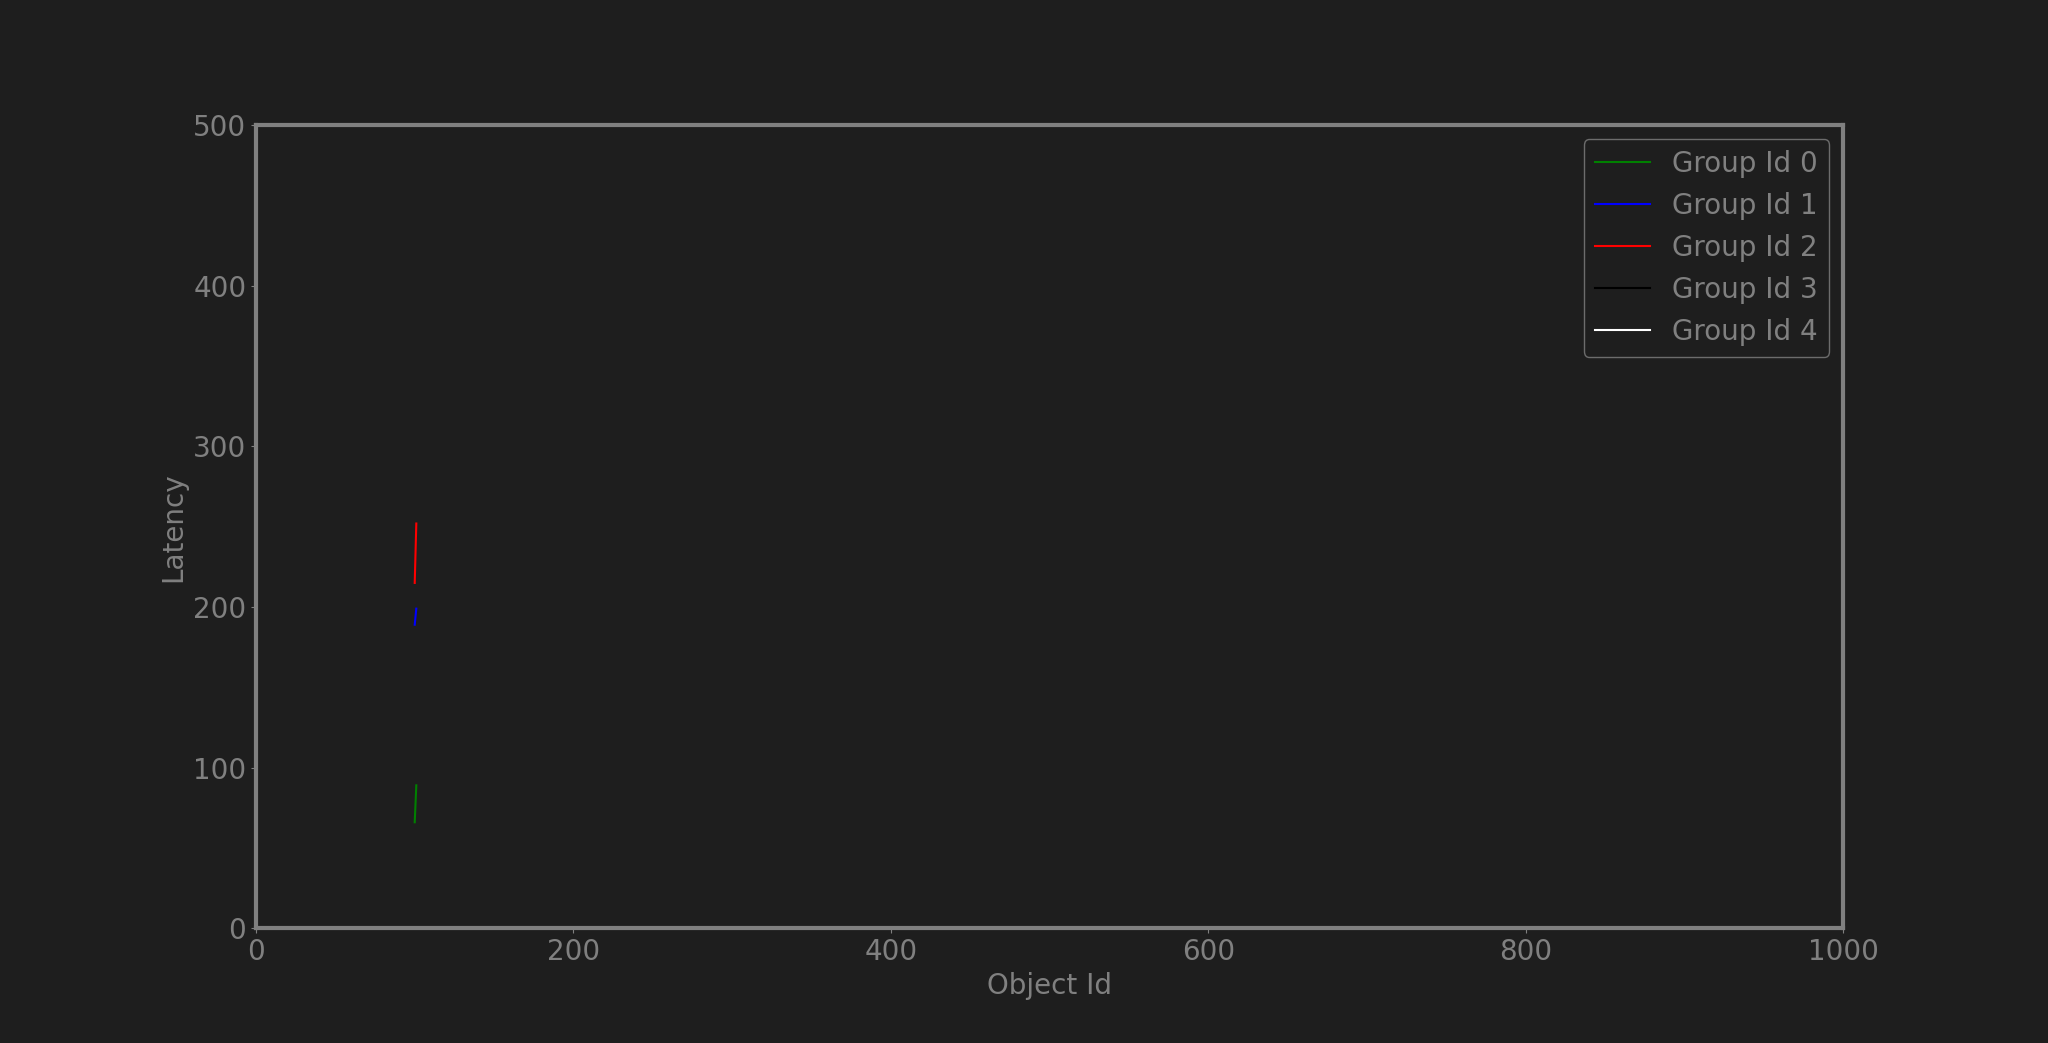 500
400
300
200
100
0
Latency
0 200 400 600 800 1000
Object Id
Group Id 0
Group Id 1
Group Id 2
Group Id 3
Group Id 4